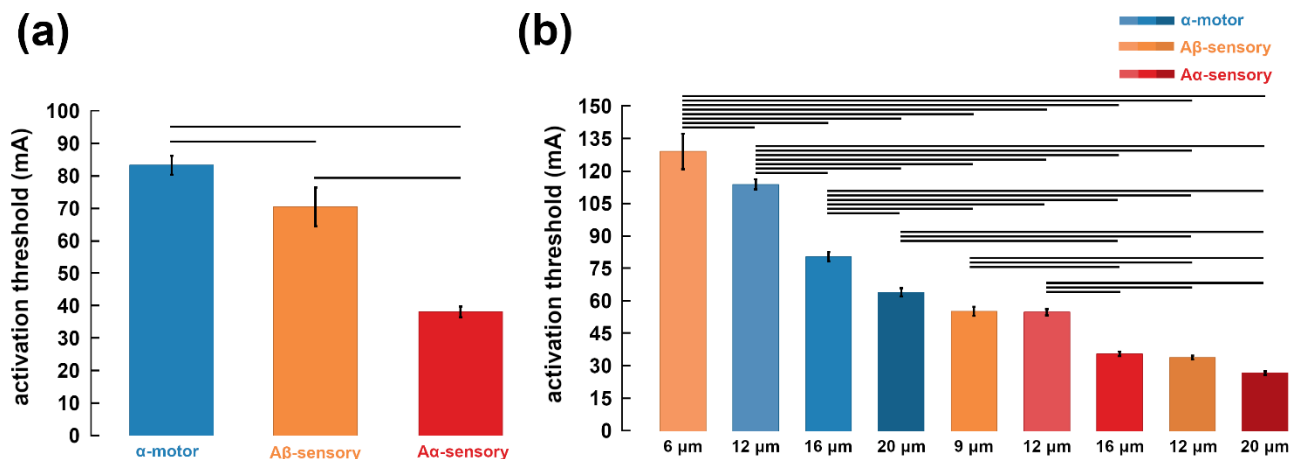 (a)
(b)
α-motor
Aβ-sensory
Aα-sensory
activation threshold (mA)
100
90
80
70
60
50
40
30
20
10
0
α-motor
Aβ-sensory
Aα-sensory
activation threshold (mA)
150
135
120
105
90
75
60
45
30
15
0
6 µm
12 µm
16 µm
20 µm
9 µm
12 µm
16 µm
12 µm
20 µm